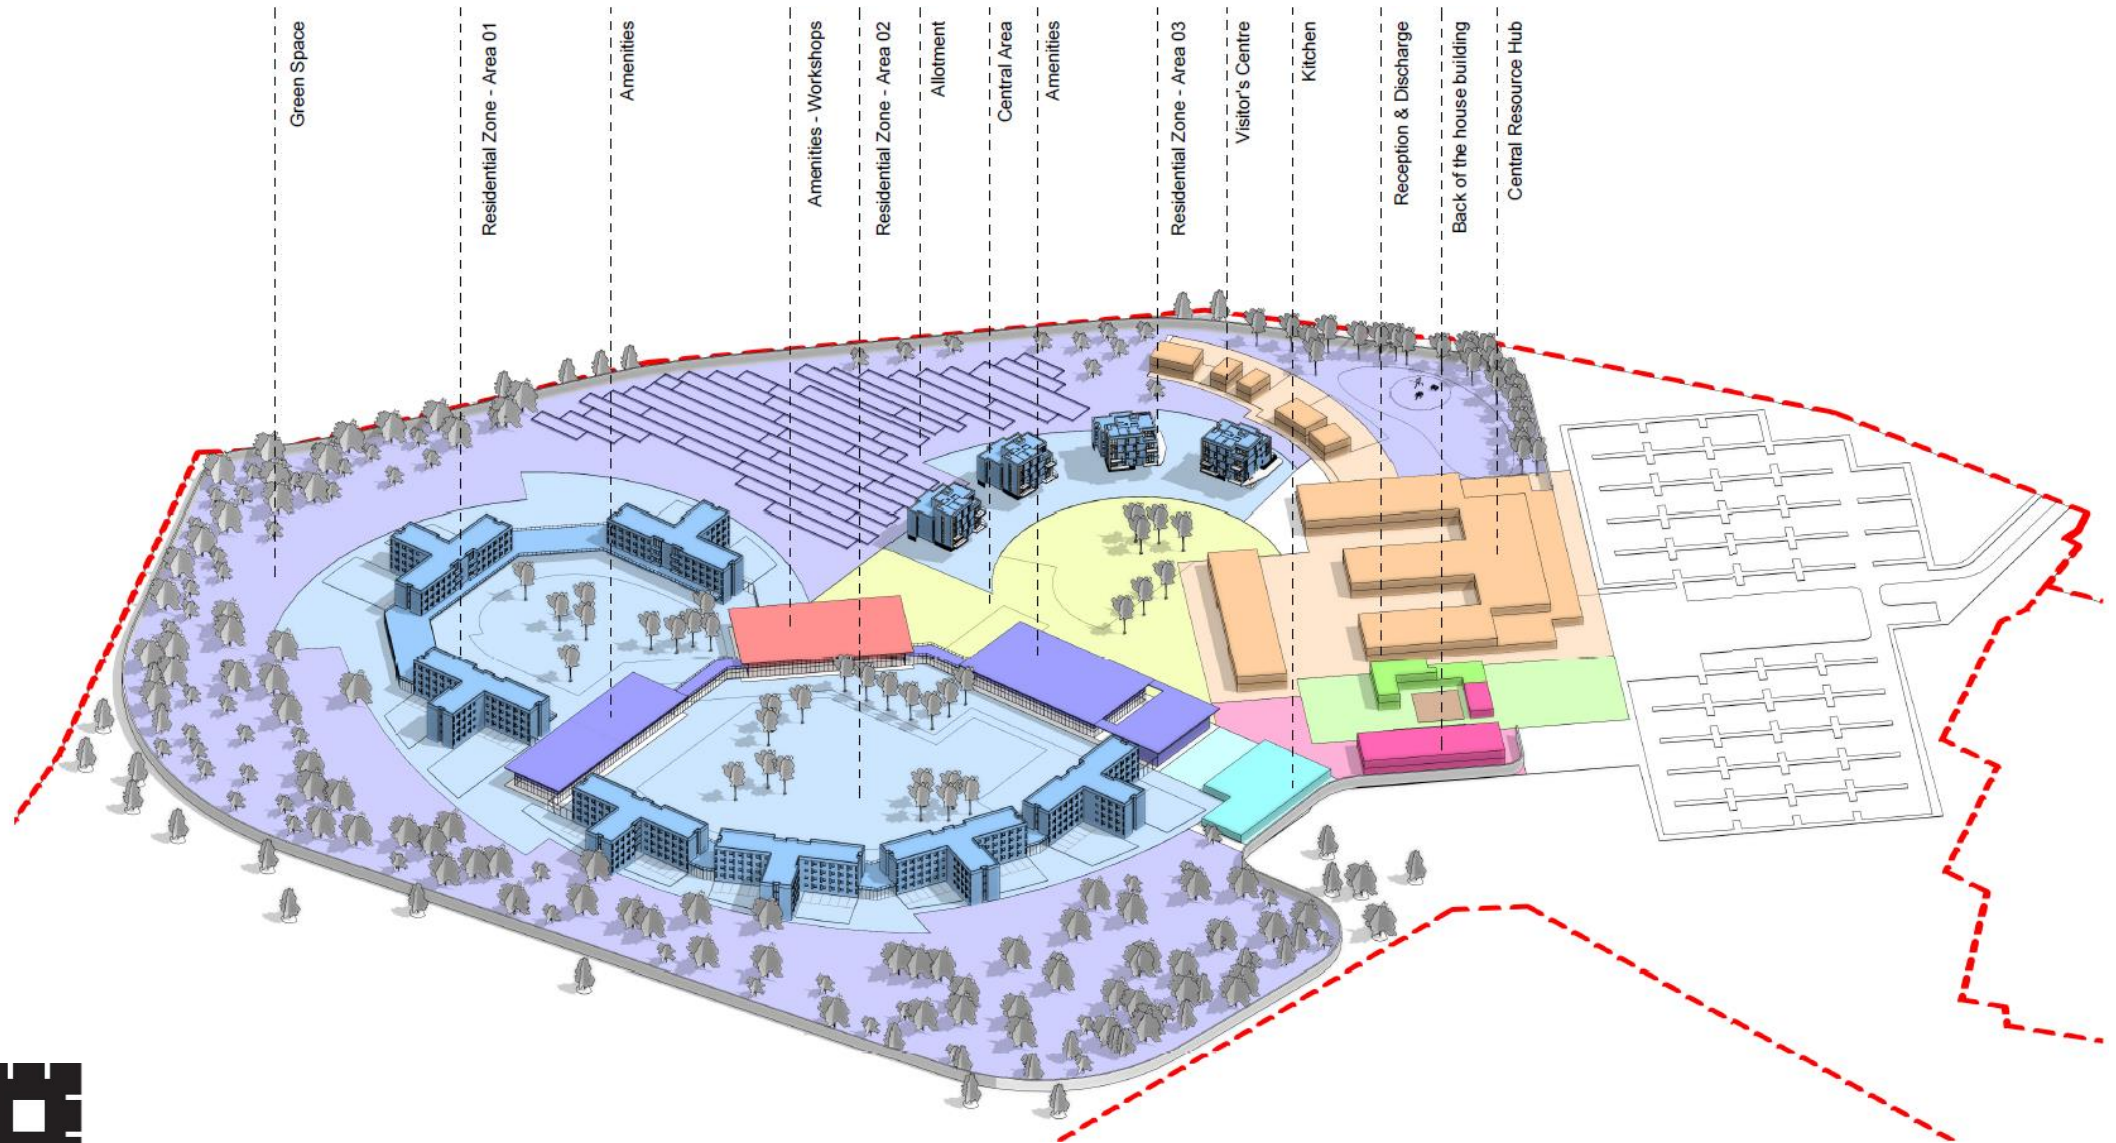 Green Space
Residential Zone - Area 01
Amenities
Amenities - Workshops
Residential Zone - Area 02
Allotment
Central Area
Amenities
Residential Zone - Area 03
Visitor's Centre
Kitchen
Reception & Discharge
Back of the house building
Central Resource Hub